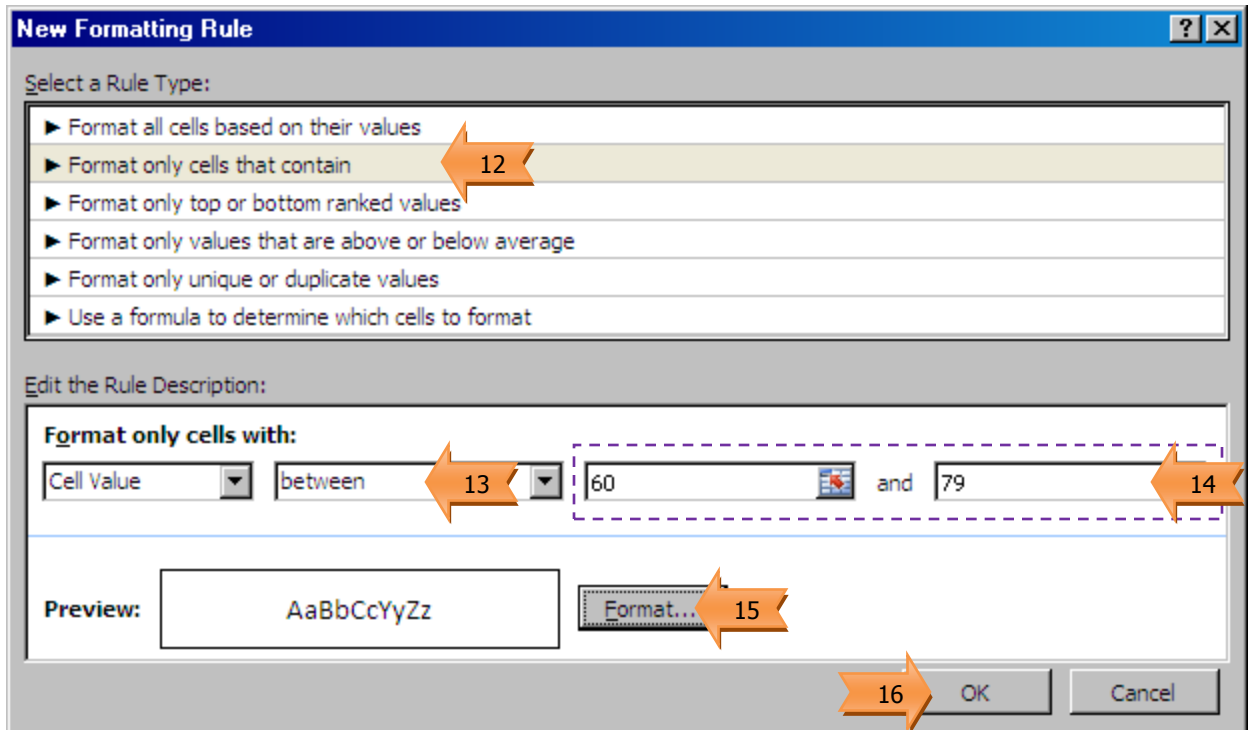 New Formatting Rule ? X
Select a Rule Type:
► Format all cells based on their values
► Format only cells that contain 12
► Format only top or bottom ranked values
► Format only values that are above or below average
► Format only unique or duplicate values
► Use a formula to determine which cells to format
Edit the Rule Description:
Format only cells with:
Cell Value between 13 60 and 79 14
Preview: AaBbCcYyZz Format... 15
16 OK Cancel